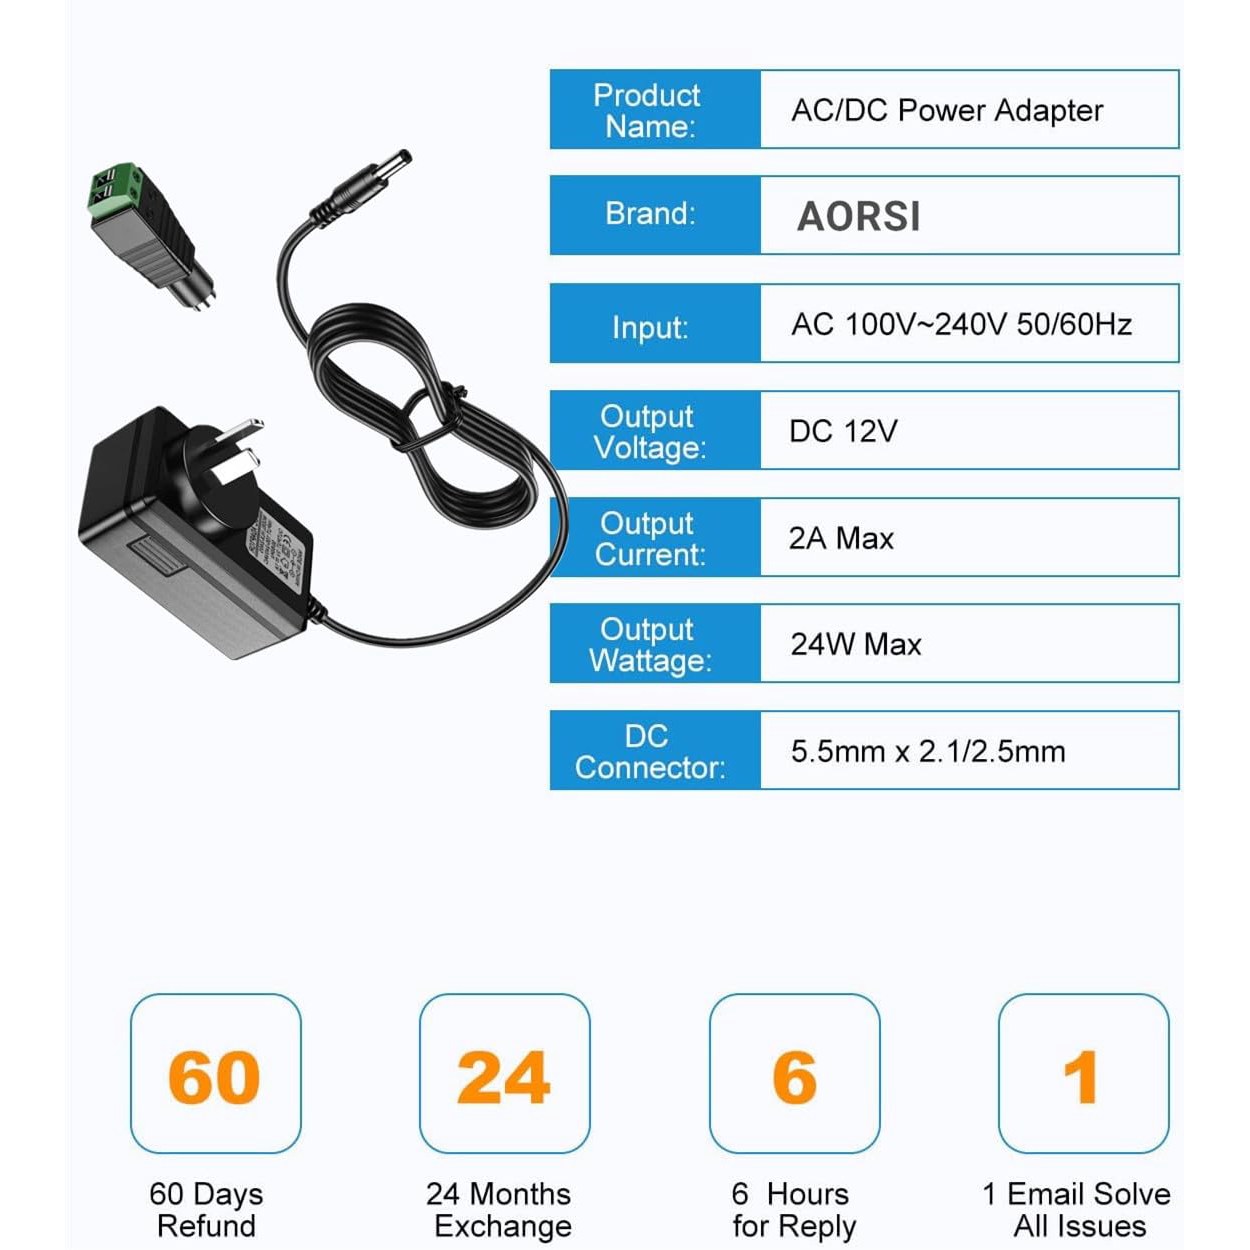 Product
Name:
AC/DC Power Adapter
Brand:
AORSI
Input:
AC 100V~240V 50/60Hz
Output
Voltage:
DC 12V
Output
Current:
2A Max
Output
Wattage:
24W Max
DC
Connector:
5.5mm x 2.1/2.5mm
60
24
6
1
60 Days
Refund
24 Months
Exchange
6 Hours
for Reply
1 Email Solve
All Issues